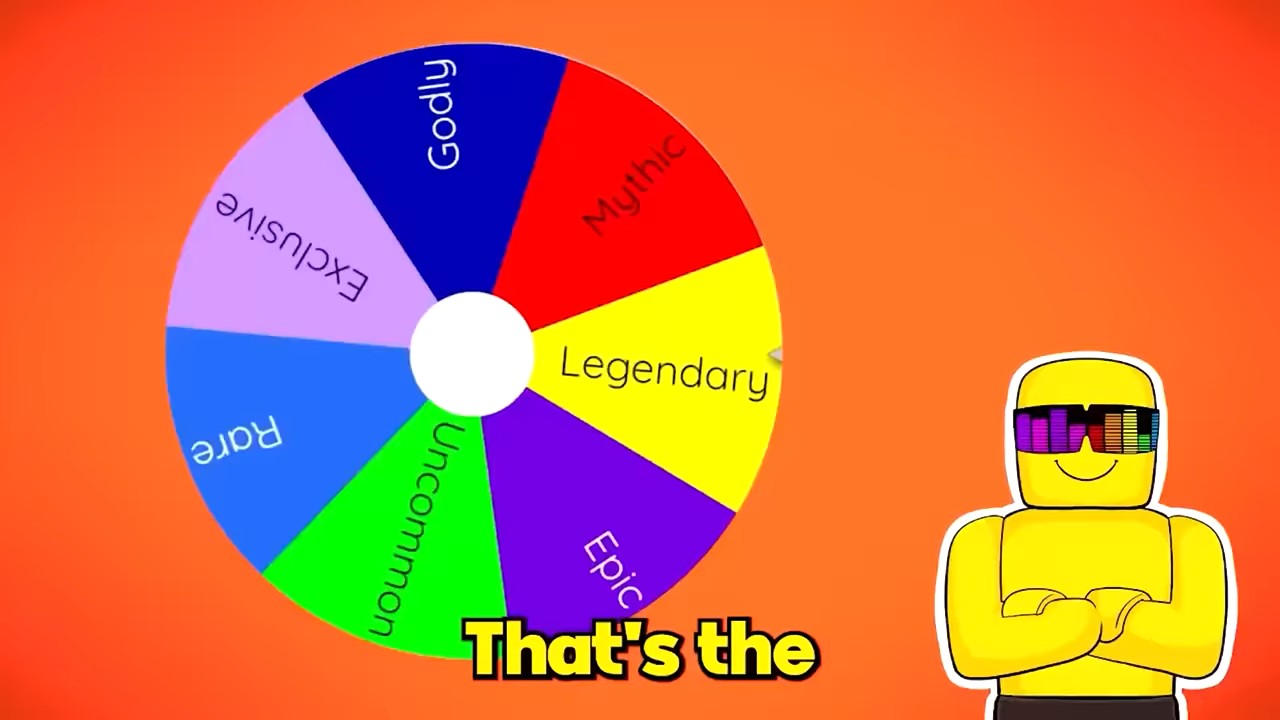 Godly
Mythic
Exclusive
Legendary
Rare
Uncommon
Epic
That's the